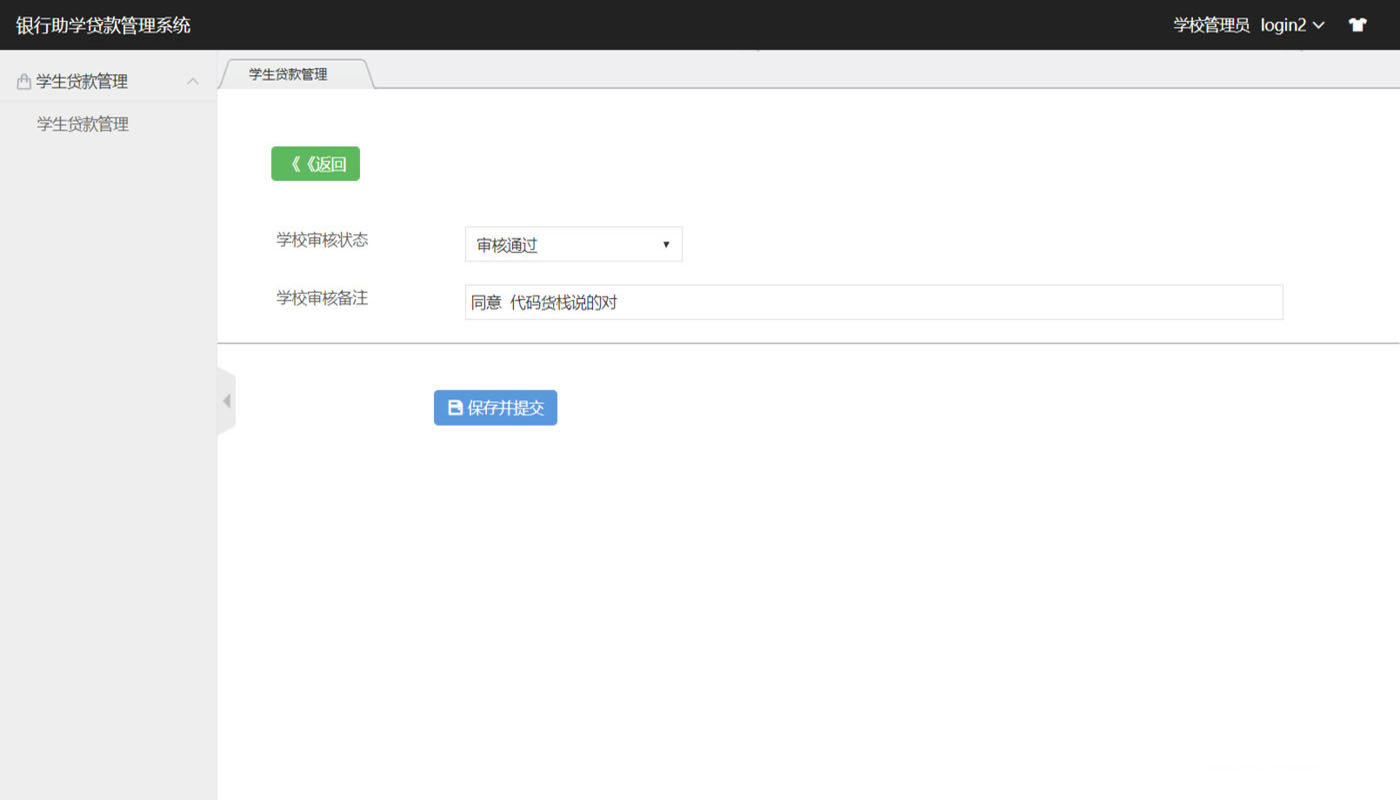 银行助学贷款管理系统
学校管理员 login2
学生贷款管理
学生贷款管理
学生贷款管理
《《返回
学校审核状态
审核通过
学校审核备注
同意 代码货栈说的对
保存并提交